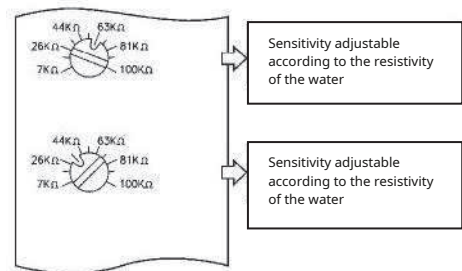 44KΩ 63KΩ
26KΩ 81KΩ
7KΩ 100KΩ
Sensitivity adjustable
according to the resistivity
of the water
44KΩ 63KΩ
26KΩ 81KΩ
7KΩ 100KΩ
Sensitivity adjustable
according to the resistivity
of the water